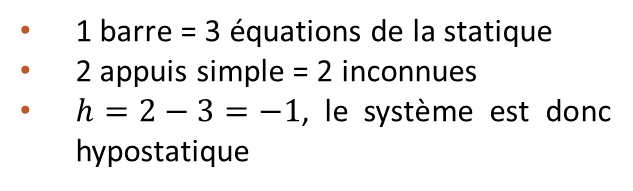 • 1 barre = 3 équations de la statique
• 2 appuis simple = 2 inconnues
• h = 2 − 3 = −1, le système est donc
hypostatique